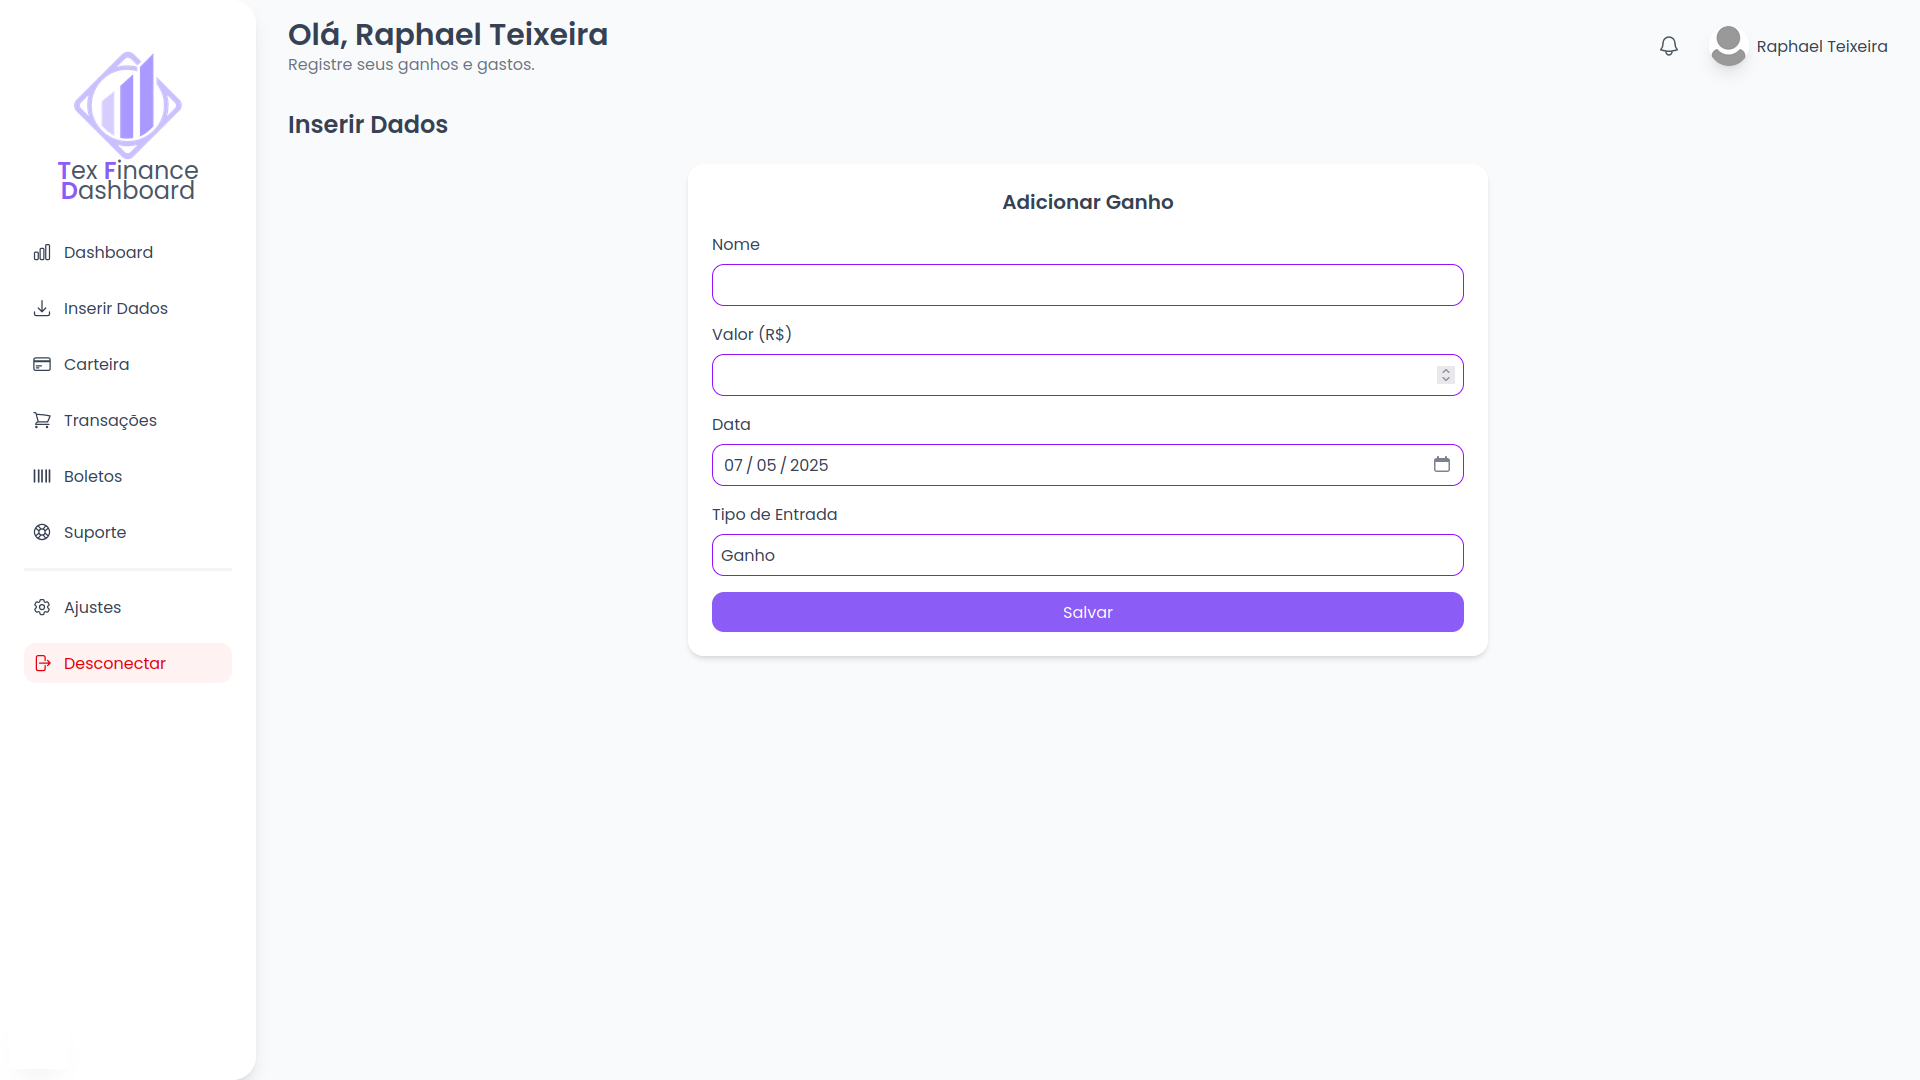 Tex Finance
Dashboard
Dashboard
Inserir Dados
Carteira
Transações
Boletos
Suporte
Ajustes
Desconectar
Olá, Raphael Teixeira
Registre seus ganhos e gastos.
Raphael Teixeira
Inserir Dados
Adicionar Ganho
Nome
Valor (R$)
Data
07/05/2025
Tipo de Entrada
Ganho
Salvar